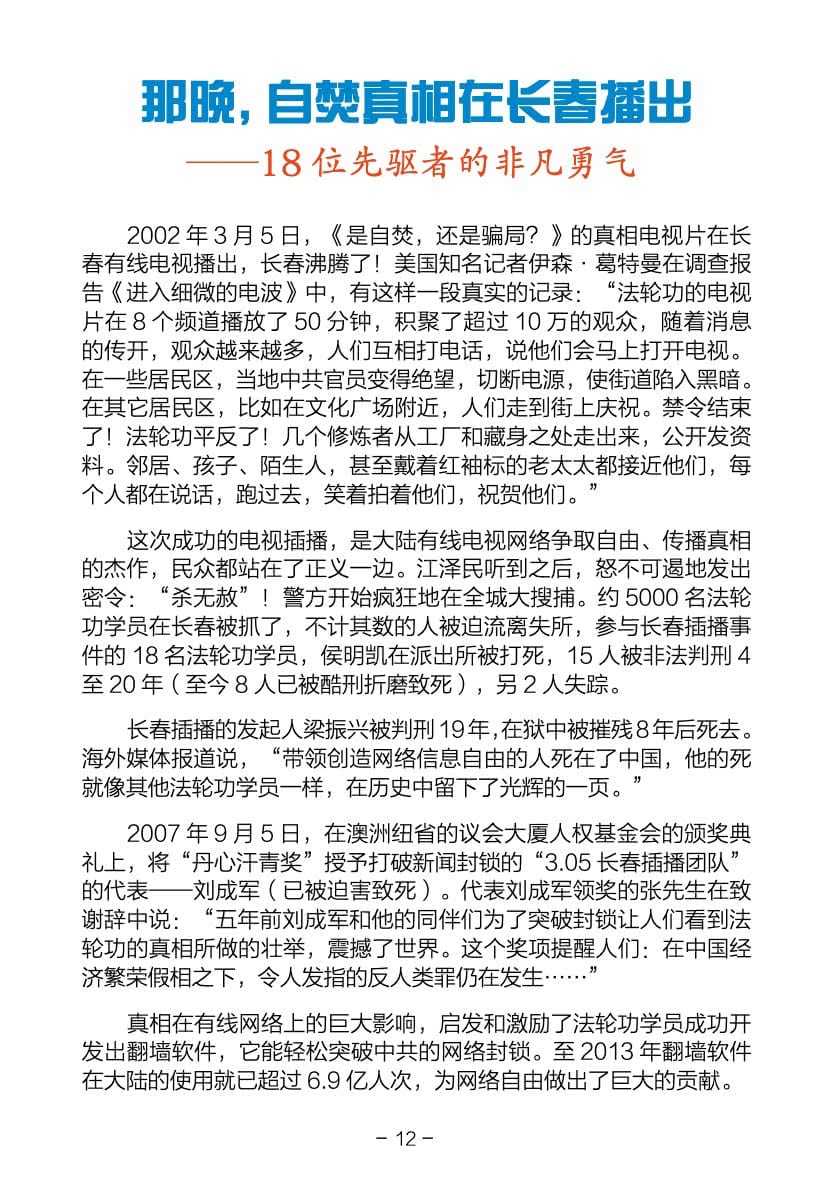 那晚，自焚真相在长春播出
——18 位先驱者的非凡勇气
2002 年 3 月 5 日，《是自焚，还是骗局？》的真相电视片在长
春有线电视播出，长春沸腾了！美国知名记者伊森·葛特曼在调查报
告《进入细微的电波》中，有这样一段真实的记录：“法轮功的电视
片在 8 个频道播放了 50 分钟，积聚了超过 10 万的观众，随着消息
的传开，观众越来越多，人们互相打电话，说他们会马上打开电视。
在一些居民区，当地中共官员变得绝望，切断电源，使街道陷入黑暗。
在其它居民区，比如在文化广场附近，人们走到街上庆祝。禁令结束
了！法轮功平反了！几个修炼者从工厂和藏身之处走出来，公开发资
料。邻居、孩子、陌生人，甚至戴着红袖标的老太太都接近他们，每
个人都在说话，跑过去，笑着拍着他们，祝贺他们。”
这次成功的电视插播，是大陆有线电视网络争取自由、传播真相
的杰作，民众都站在了正义一边。江泽民听到之后，怒不可遏地发出
密令：“杀无赦”！警方开始疯狂地在全城大搜捕。约 5000 名法轮
功学员在长春被抓了，不计其数的人被迫流离失所，参与长春插播事
件的 18 名法轮功学员，侯明凯在派出所被打死，15 人被非法判刑 4
至 20 年（至今 8 人已被酷刑折磨致死），另 2 人失踪。
长春插播的发起人梁振兴被判刑 19 年，在狱中被摧残 8 年后死去。
海外媒体报道说，“带领创造网络信息自由的人死在了中国，他的死
就像其他法轮功学员一样，在历史中留下了光辉的一页。”
2007 年 9 月 5 日，在澳洲纽省的议会大厦人权基金会的颁奖典
礼上，将“丹心汗青奖”授予打破新闻封锁的“3.05 长春插播团队”
的代表——刘成军（已被迫害致死）。代表刘成军领奖的张先生在致
谢辞中说：“五年前刘成军和他的同伴们为了突破封锁让人们看到法
轮功的真相所做的壮举，震撼了世界。这个奖项提醒人们：在中国经
济繁荣假相之下，令人发指的反人类罪仍在发生……”
真相在有线网络上的巨大影响，启发和激励了法轮功学员成功开
发出翻墙软件，它能轻松突破中共的网络封锁。至 2013 年翻墙软件
在大陆的使用就已超过 6.9 亿人次，为网络自由做出了巨大的贡献。
- 12 -